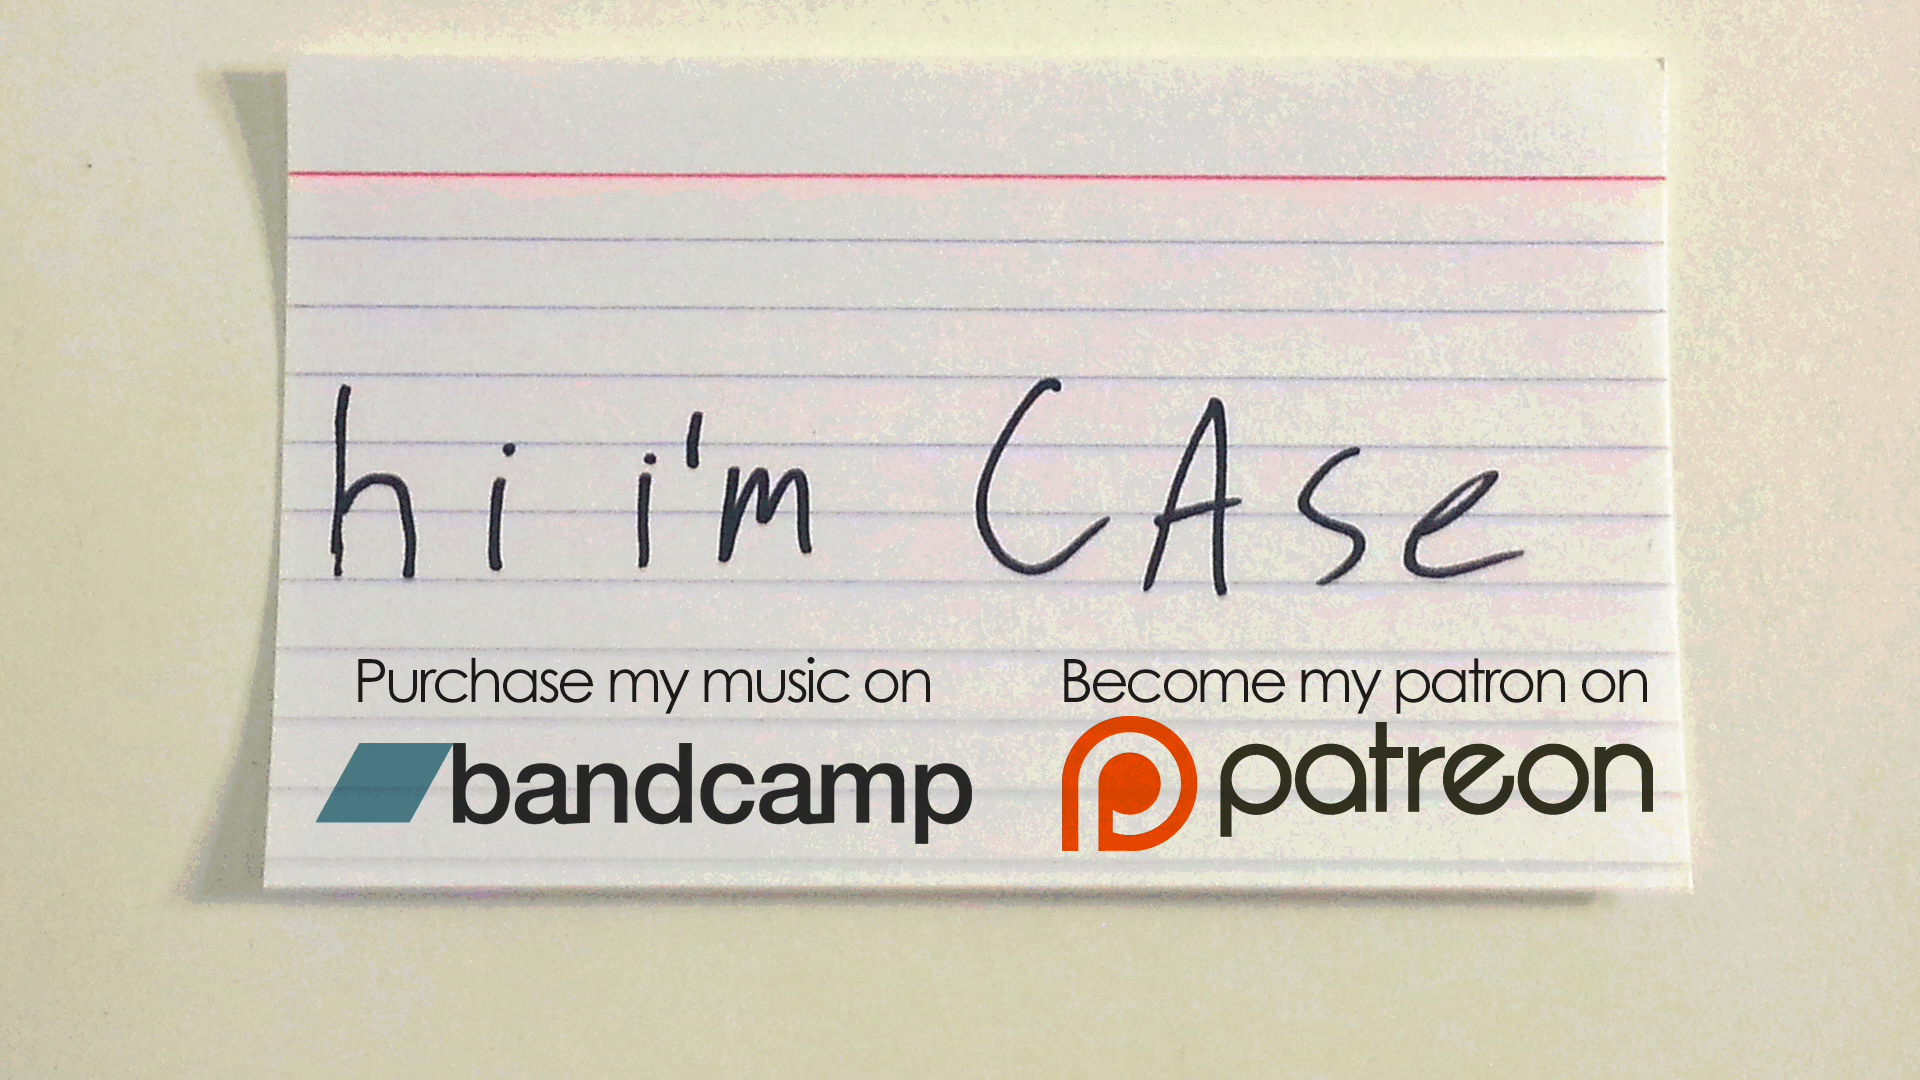 hi i'm CAse
Purchase my music on
bandcamp
Become my patron on
patreon